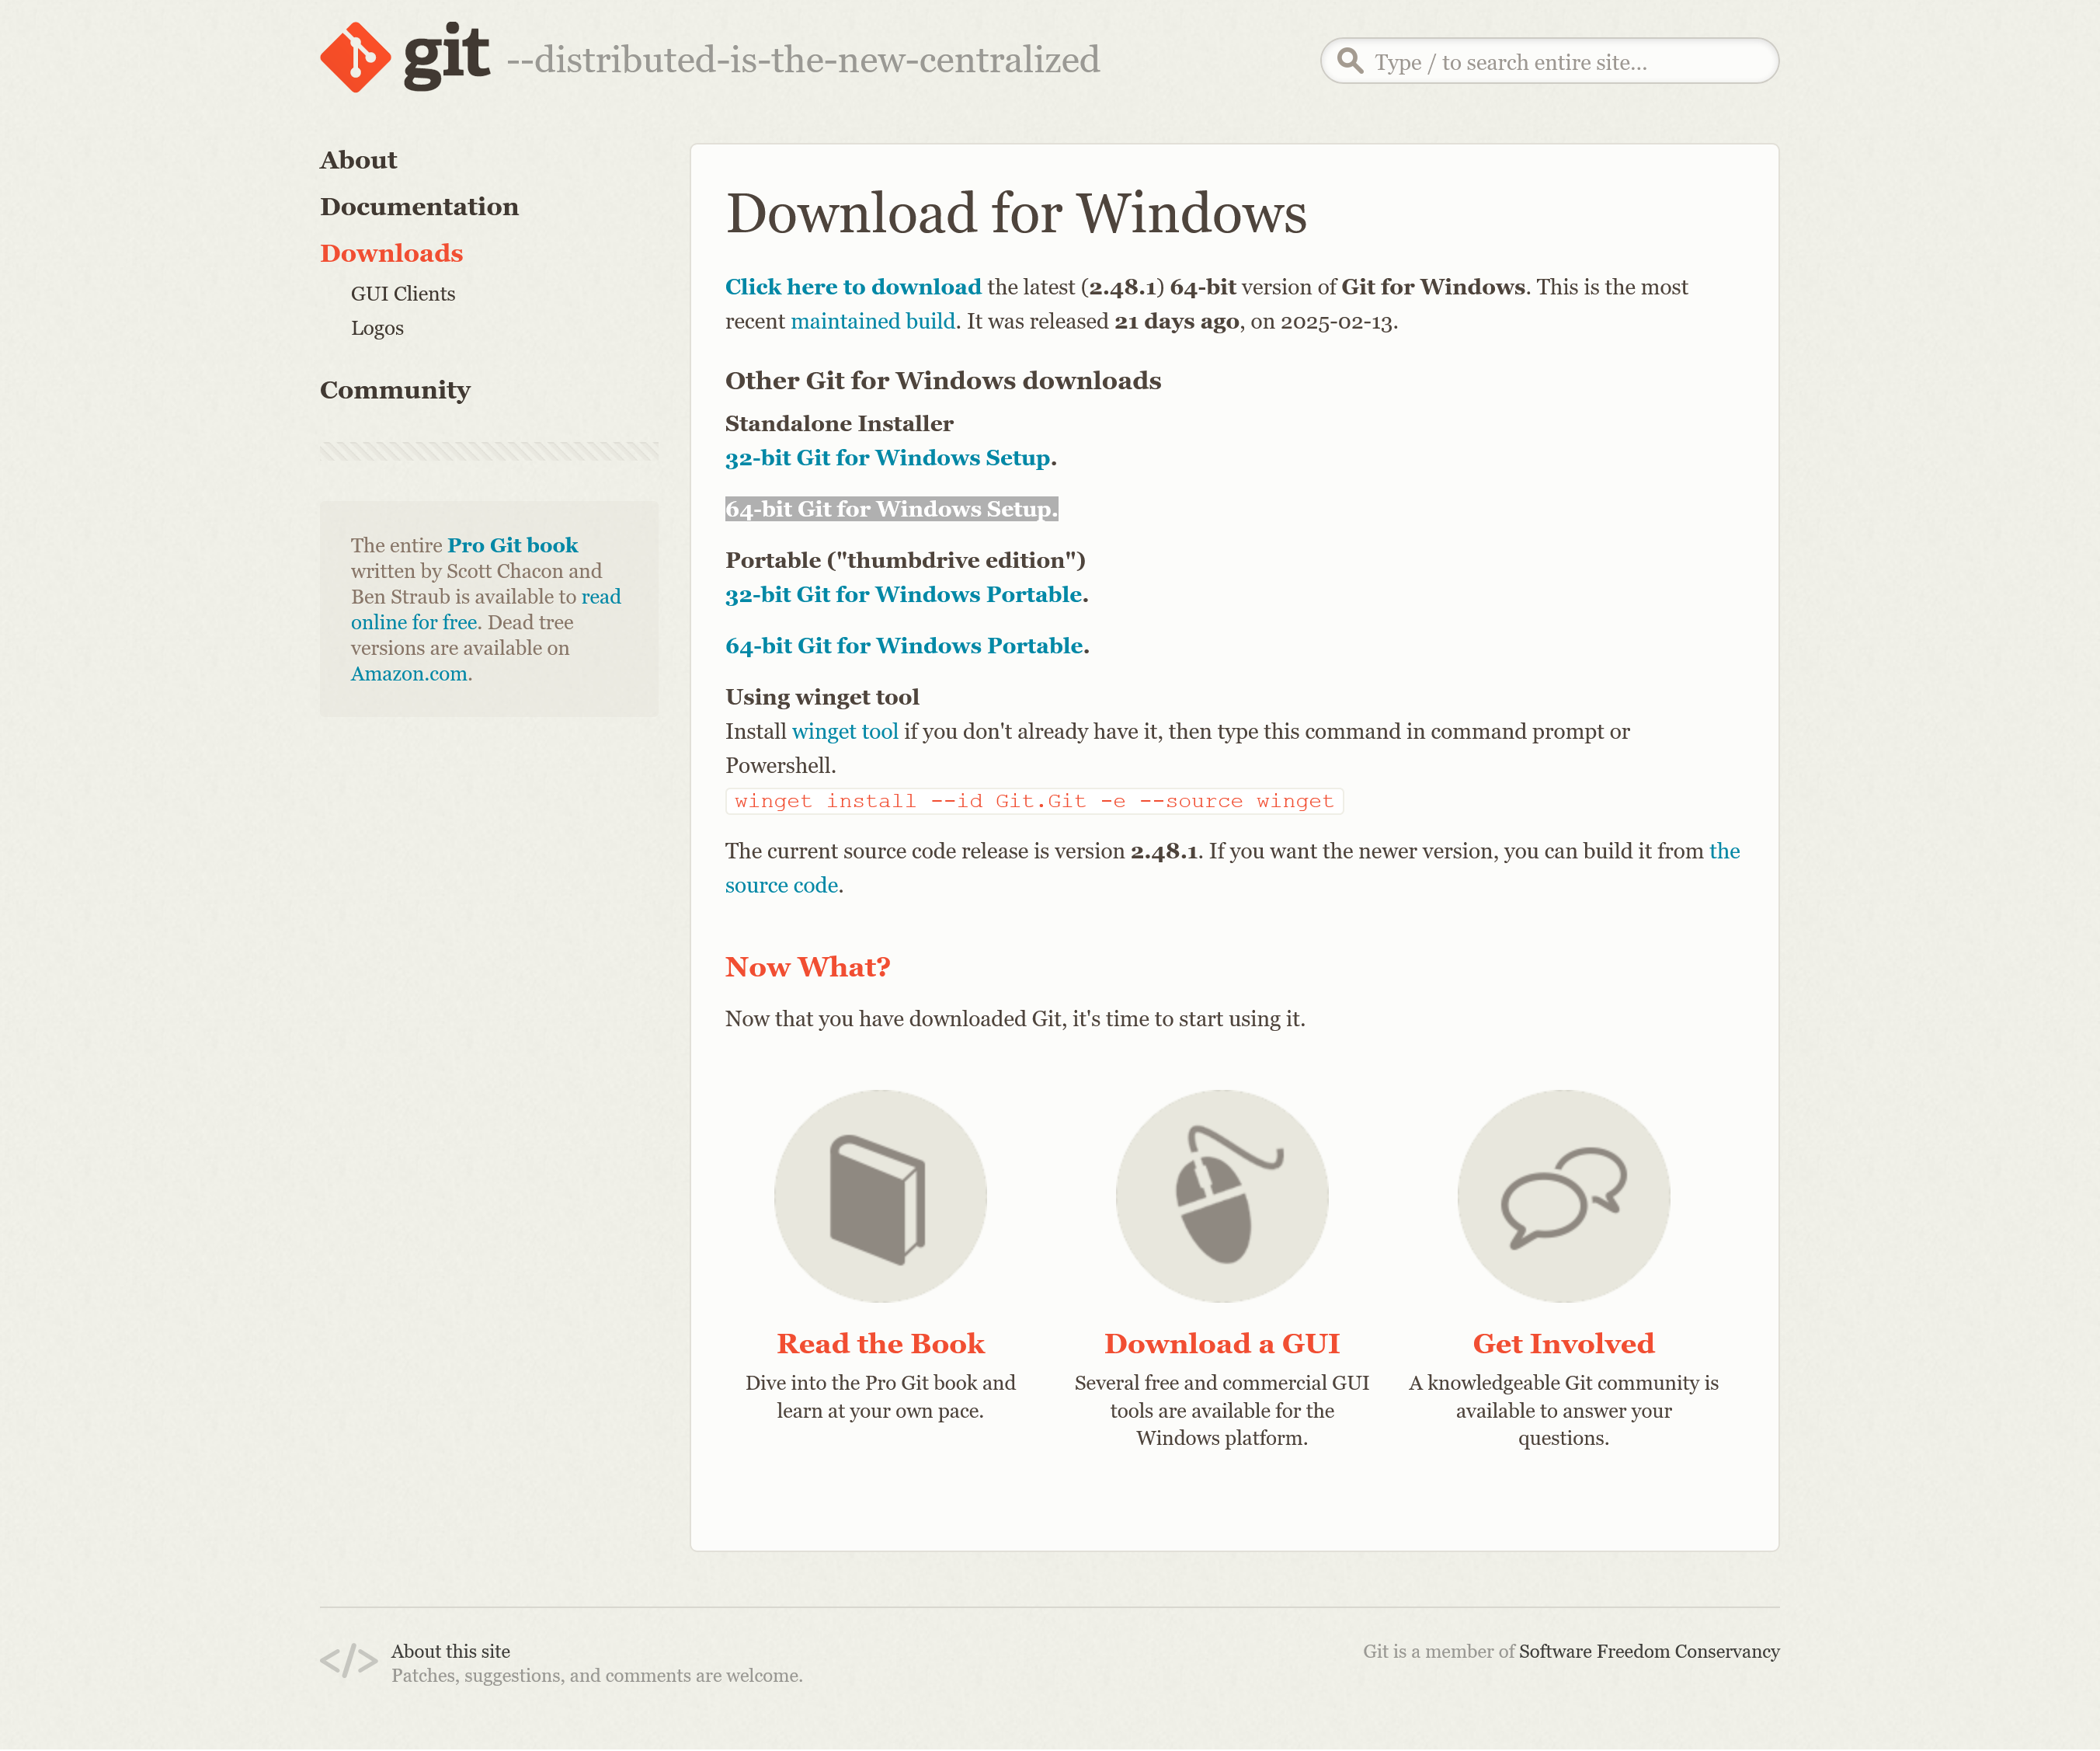 git --distributed-is-the-new-centralized
Type / to search entire site...
About
Documentation
Downloads
GUI Clients
Logos
Community
The entire Pro Git book
written by Scott Chacon and
Ben Straub is available to read
online for free. Dead tree
versions are available on
Amazon.com.
Download for Windows
Click here to download the latest (2.48.1) 64-bit version of Git for Windows. This is the most
recent maintained build. It was released 21 days ago, on 2025-02-13.
Other Git for Windows downloads
Standalone Installer
32-bit Git for Windows Setup.
64-bit Git for Windows Setup.
Portable ("thumbdrive edition")
32-bit Git for Windows Portable.
64-bit Git for Windows Portable.
Using winget tool
Install winget tool if you don't already have it, then type this command in command prompt or
Powershell.
winget install --id Git.Git -e --source winget
The current source code release is version 2.48.1. If you want the newer version, you can build it from the
source code.
Now What?
Now that you have downloaded Git, it's time to start using it.
Read the Book
Dive into the Pro Git book and
learn at your own pace.
Download a GUI
Several free and commercial GUI
tools are available for the
Windows platform.
Get Involved
A knowledgeable Git community is
available to answer your
questions.
</>
About this site
Patches, suggestions, and comments are welcome.
Git is a member of Software Freedom Conservancy